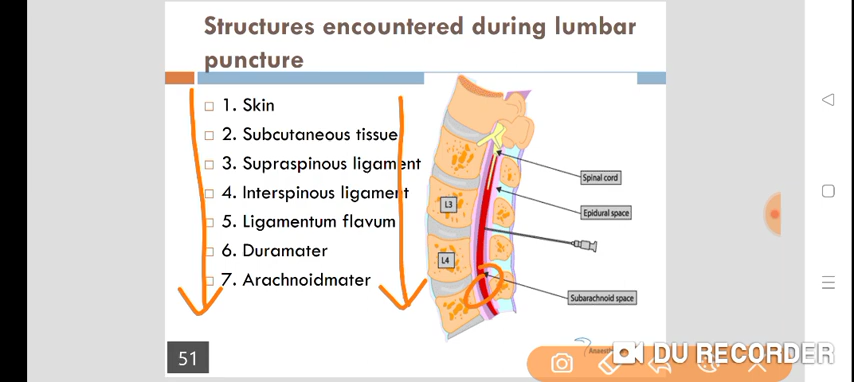 Structures encountered during lumbar
puncture
1. Skin
2. Subcutaneous tissue
3. Supraspinous ligament
4. Interspinous ligament
5. Ligamentum flavum
6. Duramater
7. Arachnoidmater
Spinal cord
Epidural space
L3
L4
Subarachnoid space
51
DU RECORDER